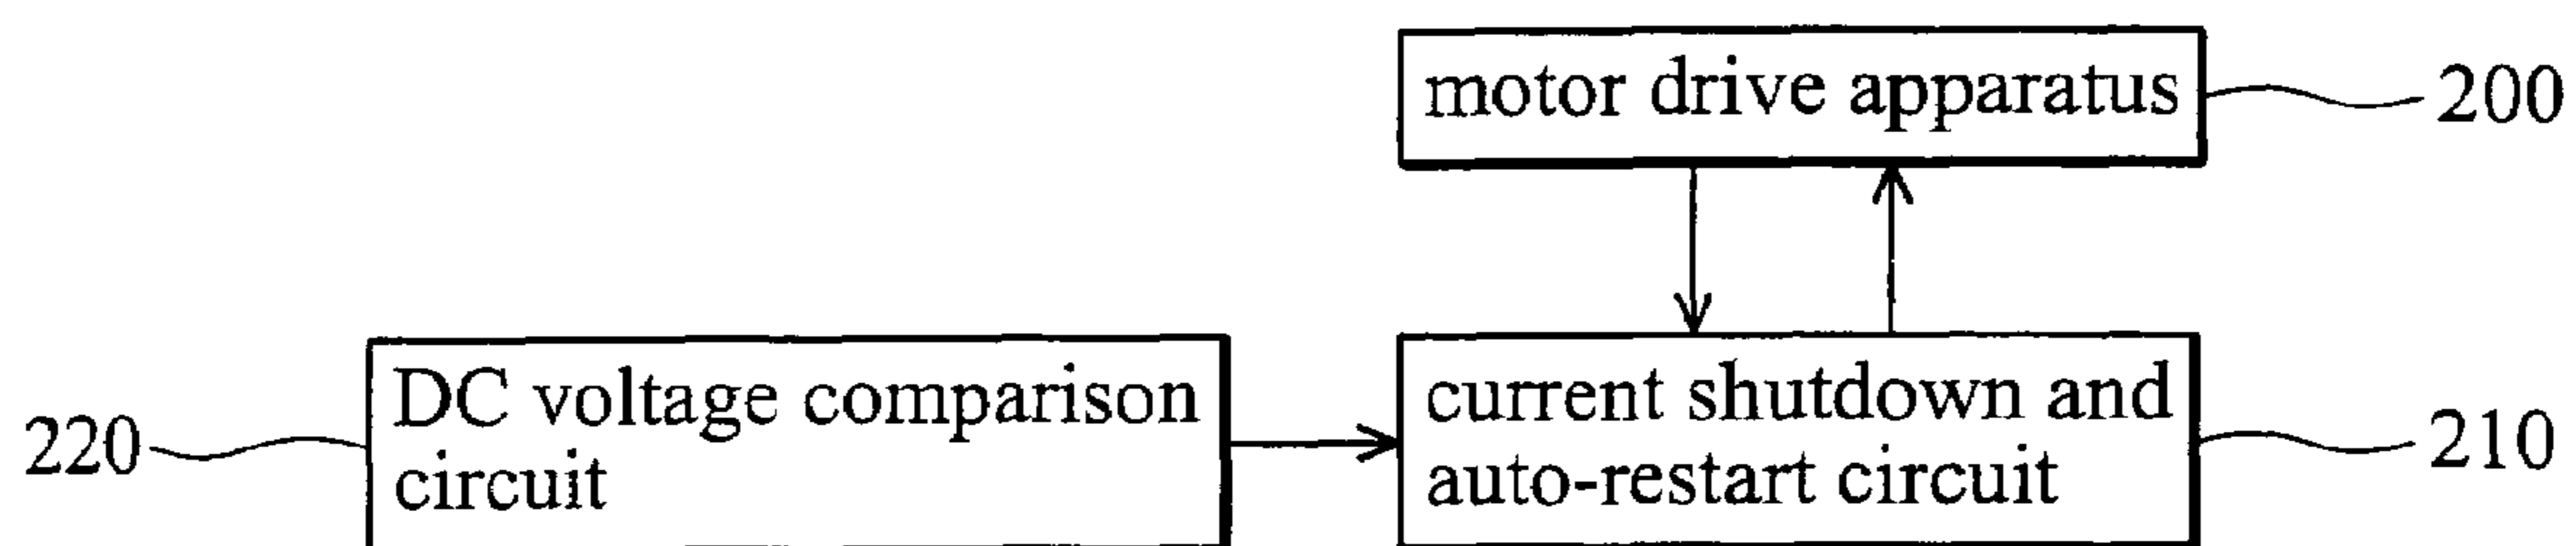 motor drive apparatus
200
DC voltage comparison
circuit
220
current shutdown and
auto-restart circuit
210